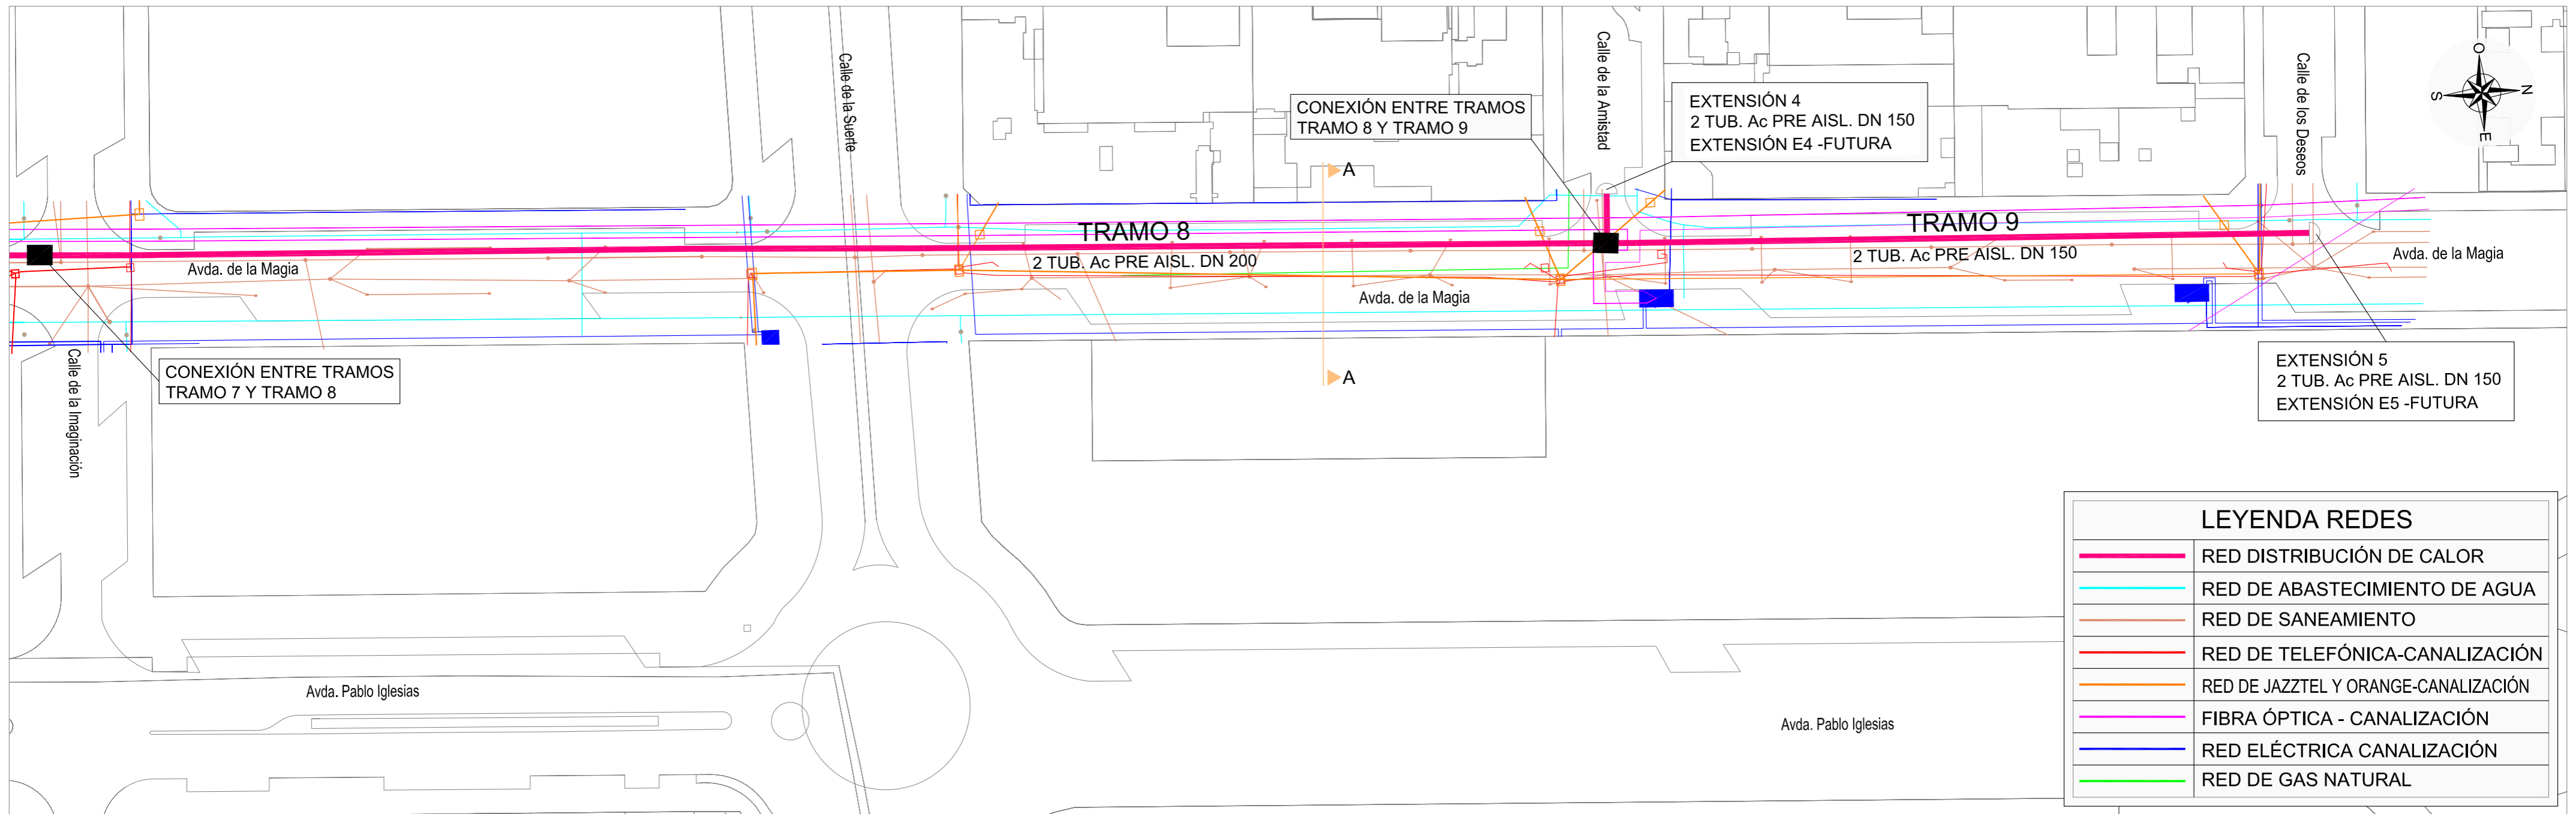 Calle de la Suerte
CONEXIÓN ENTRE TRAMOS
TRAMO 8 Y TRAMO 9
Calle de la Amistad
EXTENSIÓN 4
2 TUB. Ac PRE AISL. DN 150
EXTENSIÓN E4 -FUTURA
Calle de los Deseos
O
N
S
E
A
TRAMO 8
2 TUB. Ac PRE AISL. DN 200
TRAMO 9
2 TUB. Ac PRE AISL. DN 150
Avda. de la Magia
Avda. de la Magia
Avda. de la Magia
A
Calle de la Imaginación
CONEXIÓN ENTRE TRAMOS
TRAMO 7 Y TRAMO 8
EXTENSIÓN 5
2 TUB. Ac PRE AISL. DN 150
EXTENSIÓN E5 -FUTURA
LEYENDA REDES
RED DISTRIBUCIÓN DE CALOR
RED DE ABASTECIMIENTO DE AGUA
RED DE SANEAMIENTO
RED DE TELEFÓNICA-CANALIZACIÓN
RED DE JAZZTEL Y ORANGE-CANALIZACIÓN
FIBRA ÓPTICA - CANALIZACIÓN
RED ELÉCTRICA CANALIZACIÓN
RED DE GAS NATURAL
Avda. Pablo Iglesias
Avda. Pablo Iglesias